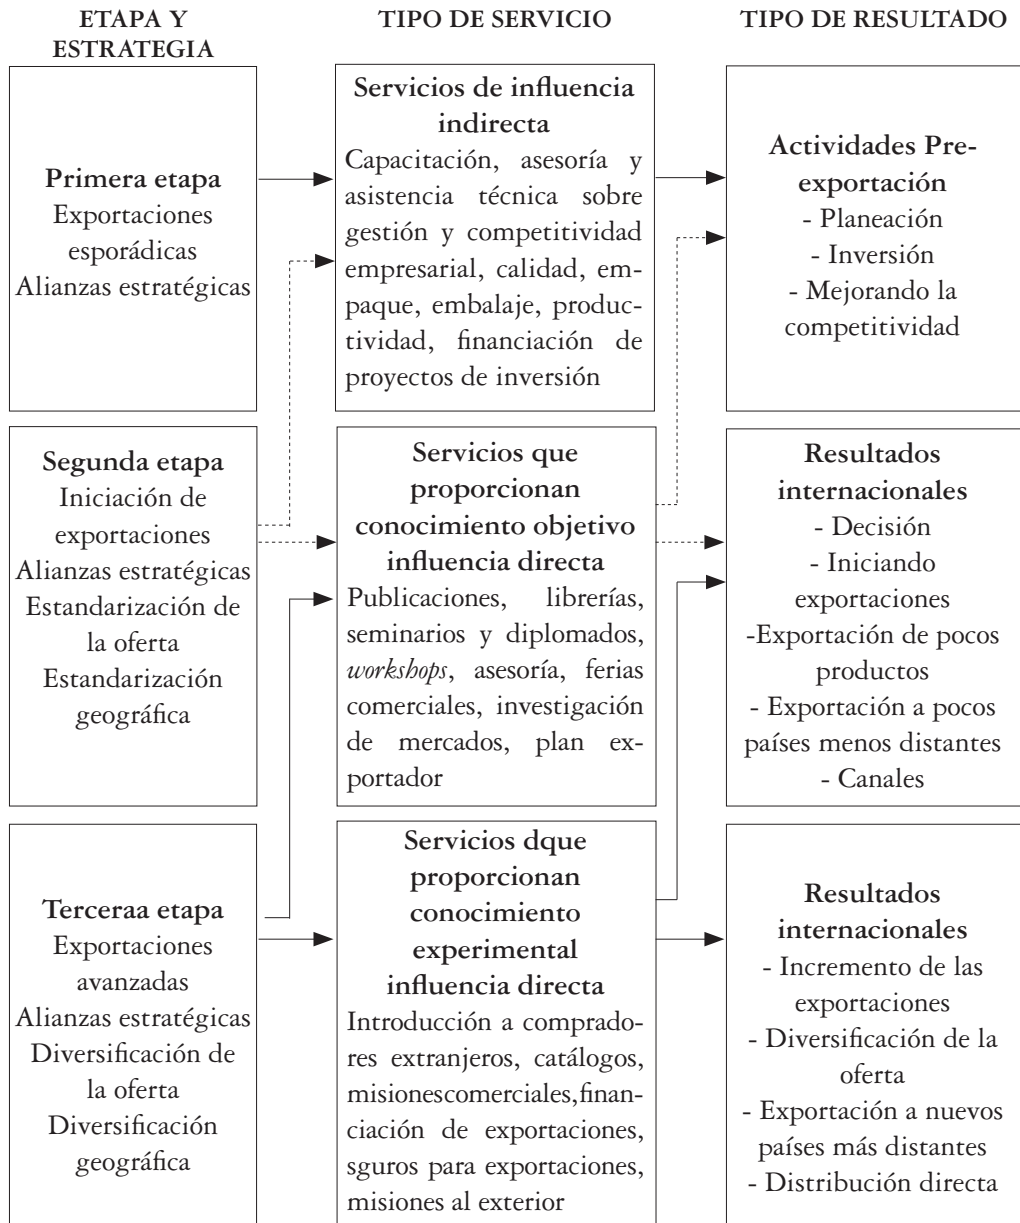 ETAPA Y
ESTRATEGIA
TIPO DE SERVICIO
TIPO DE RESULTADO
Primera etapa
Exportaciones
esporádicas
Alianzas estratégicas
Servicios de influencia
indirecta
Capacitación, asesoría y
asistencia técnica sobre
gestión y competitividad
empresarial, calidad, em-
paque, embalaje, produc-
tividad, financiación de
proyectos de inversión
Actividades Pre-
exportación
- Planeación
- Inversión
- Mejorando la
competitividad
Segunda etapa
Iniciación de
exportaciones
Alianzas estratégicas
Estandarización de
la oferta
Estandarización
geográfica
Servicios que
proporcionan
conocimiento objetivo
influencia directa
Publicaciones, librerías,
seminarios y diplomados,
workshops, asesoría, ferias
comerciales, investigación
de mercados, plan ex-
portador
Resultados
internacionales
- Decisión
- Iniciando
exportaciones
-Exportación de pocos
productos
- Exportación a pocos
países menos distantes
- Canales
Terceraa etapa
Exportaciones
avanzadas
Alianzas estratégicas
Diversificación de
la oferta
Diversificación
geográfica
Servicios dque
proporcionan
conocimiento
experimental
influencia directa
Introducción a comprado-
res extranjeros, catálogos,
misionescomerciales,finan-
ciación de exportaciones,
sguros para exportaciones,
misiones al exterior
Resultados
internacionales
- Incremento de las
exportaciones
- Diversificación de la
oferta
- Exportación a nuevos
países más distantes
- Distribución directa